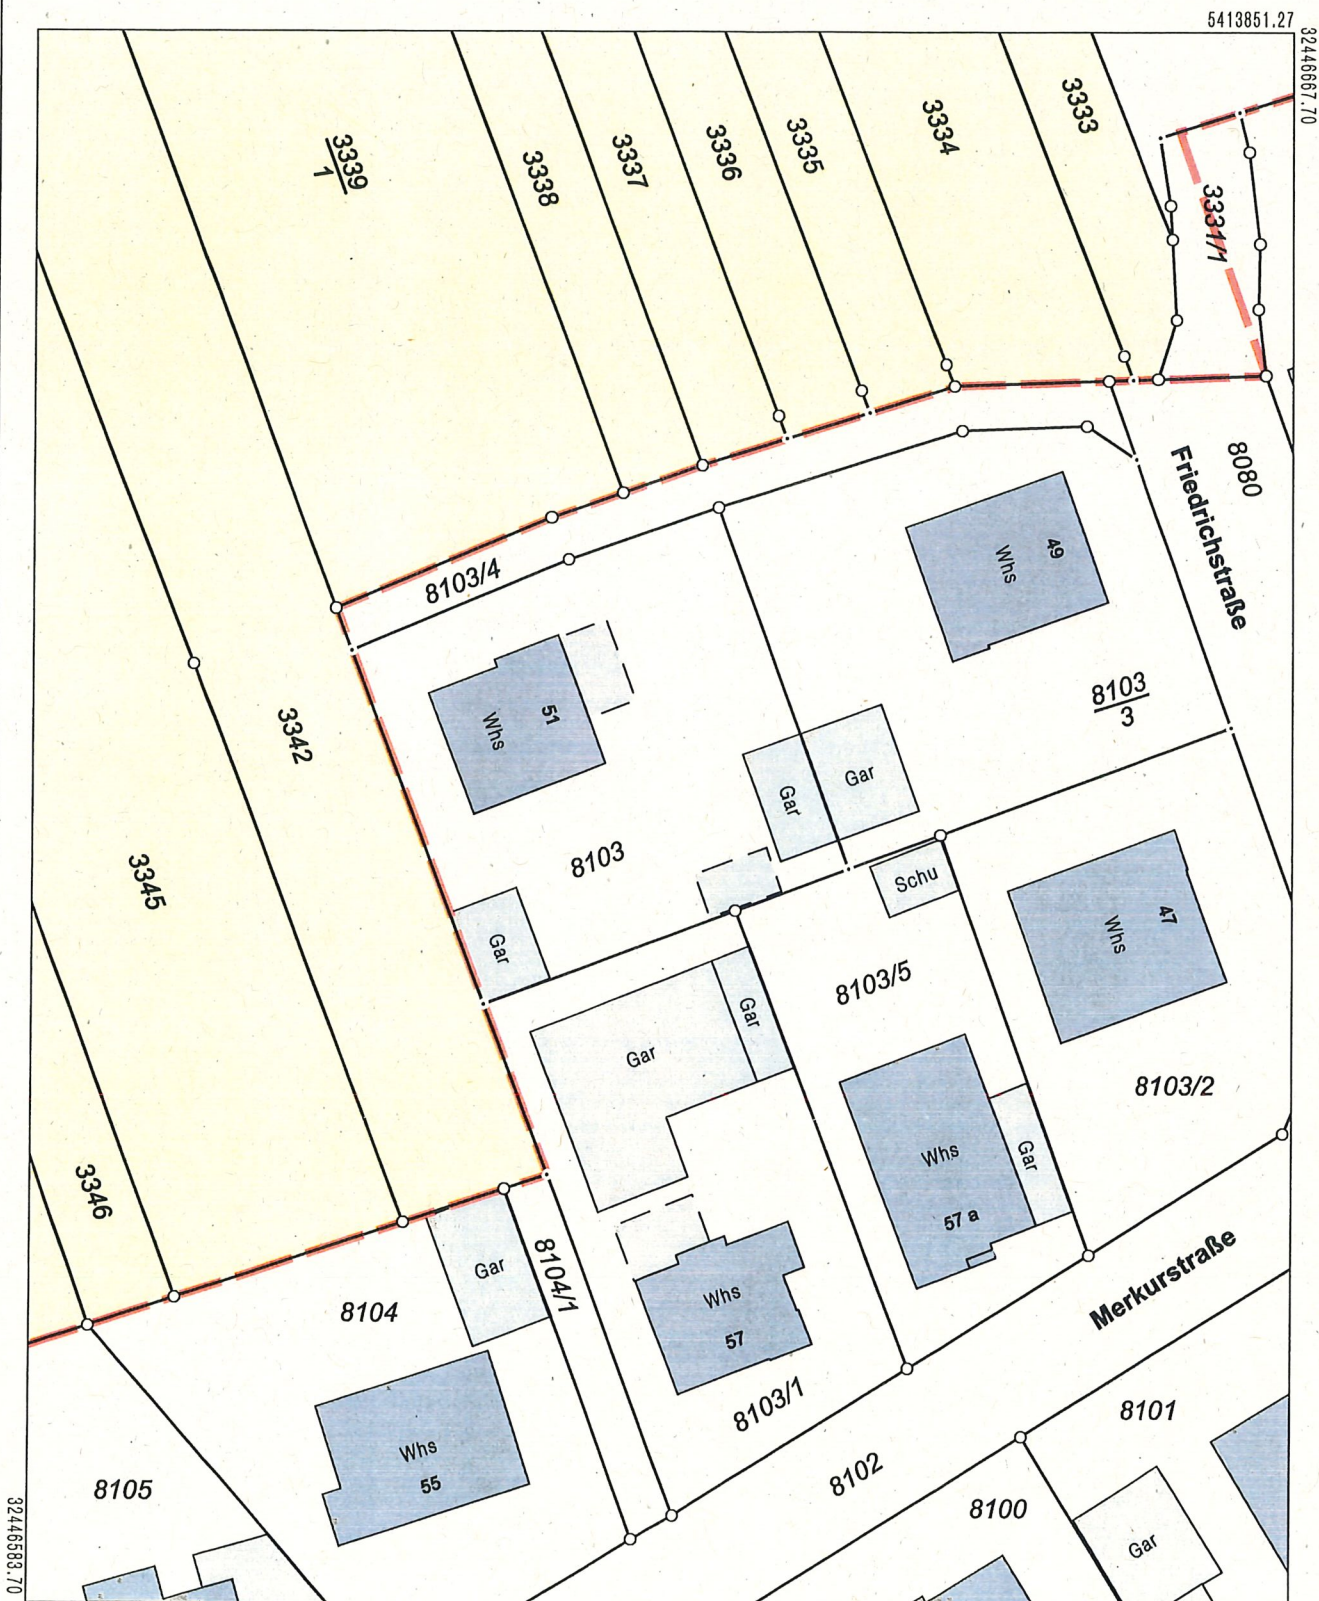 5413851.27
32446667.70
3333
3334
3335
3336
3337
3338
3339
1
3331/1
8080
Friedrichstraße
49
Whs
8103/4
8103
3
51
Whs
3342
Gar
Gar
8103
Schu
3345
47
Whs
Gar
8103/5
Gar
Gar
8103/2
Whs
Gar
57 a
3346
Gar
8104/1
Merkurstraße
8104
Whs
57
8103/1
8101
Whs
55
8102
8105
8100
Gar
32446583.70